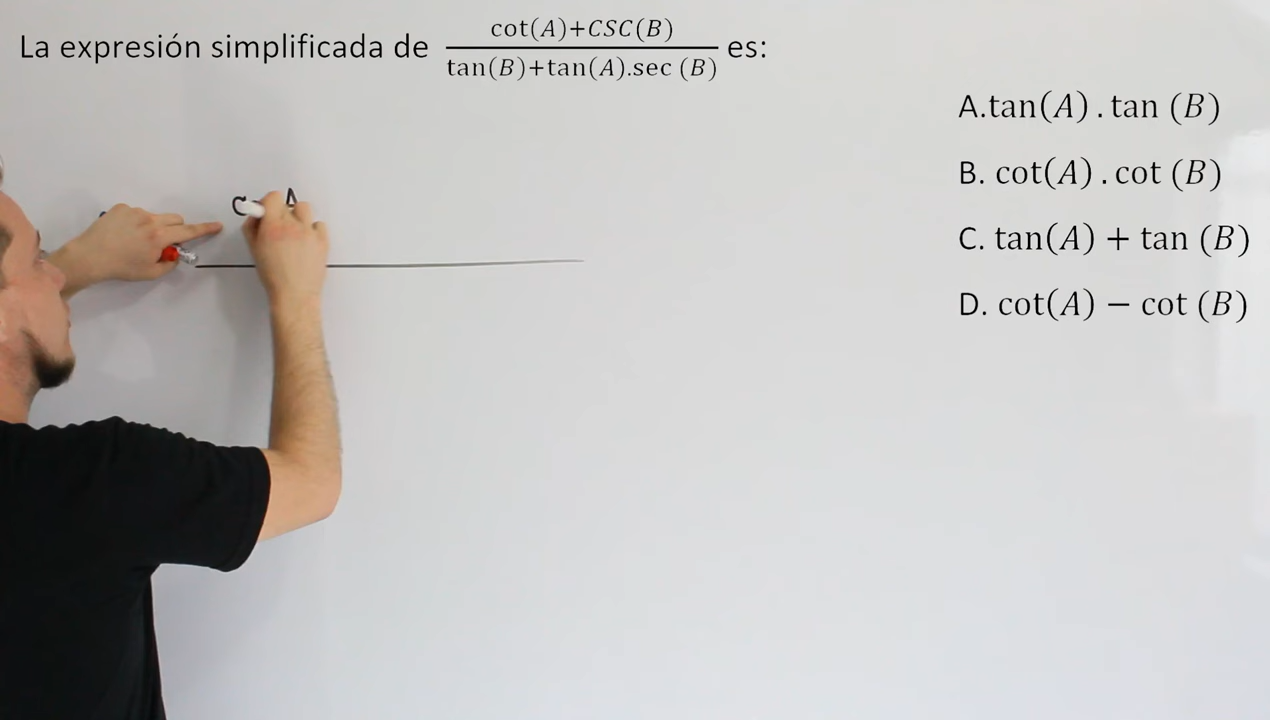 La expresión simplificada de cot(A)+CSC(B) / tan(B)+tan(A).sec (B) es:
A.tan(A) . tan (B)
B. cot(A) . cot (B)
C. tan(A) + tan (B)
D. cot(A) − cot (B)